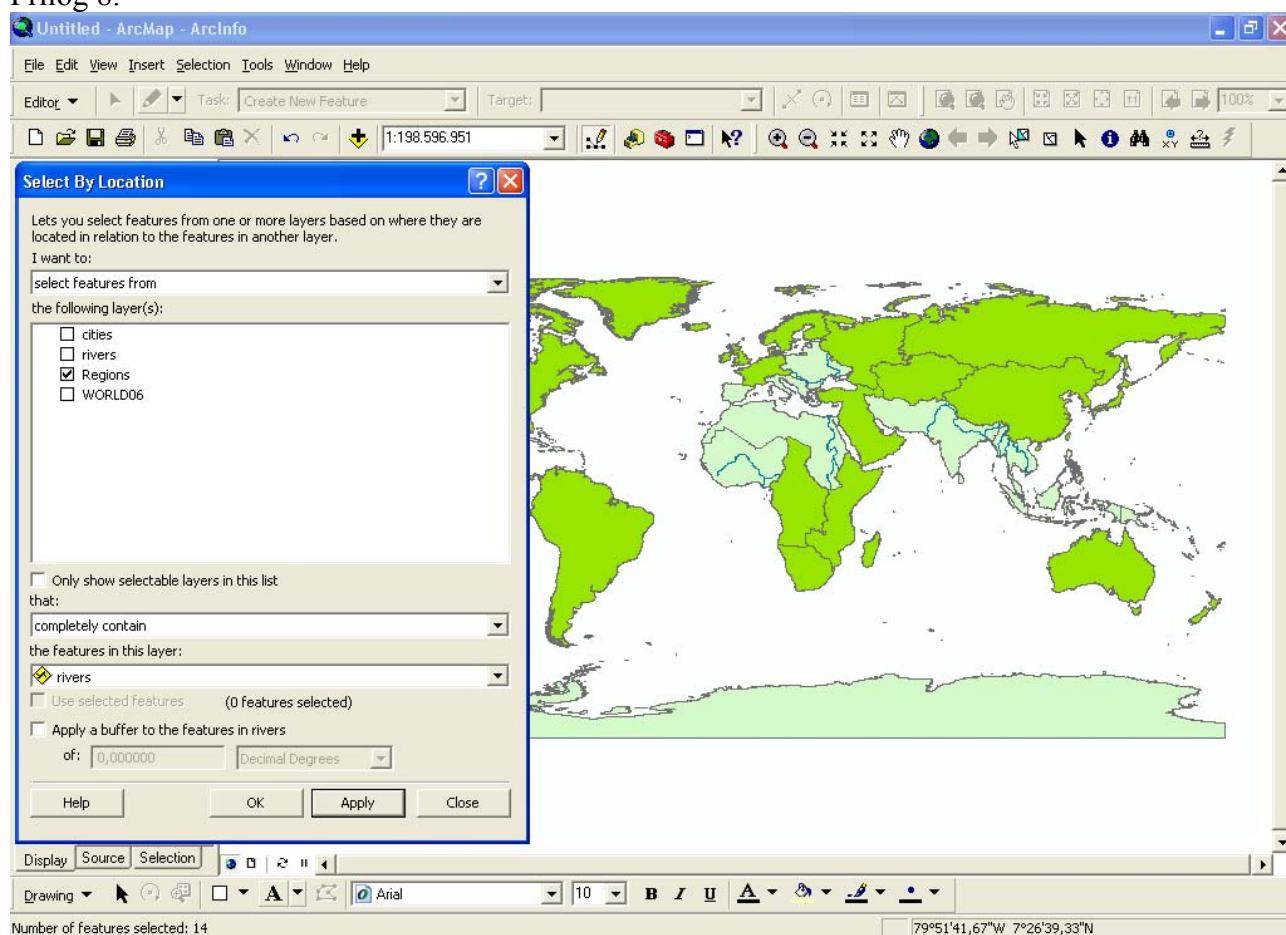 Untitled - ArcMap - ArcInfo
File Edit View Insert Selection Tools Window Help
Editor Task: Create New Feature Target: 100%
1:198.596.951
Select By Location
Lets you select features from one or more layers based on where they are
located in relation to the features in another layer.
I want to:
select features from
the following layer(s):
cities
rivers
Regions
WORLD06
Only show selectable layers in this list
that:
completely contain
the features in this layer:
rivers
Use selected features (0 features selected)
Apply a buffer to the features in rivers
of: 0,000000 Decimal Degrees
Help OK Apply Close
Display Source Selection
Drawing A Arial 10 B I U A
Number of features selected: 14 79°51'41,67"W 7°26'39,33"N